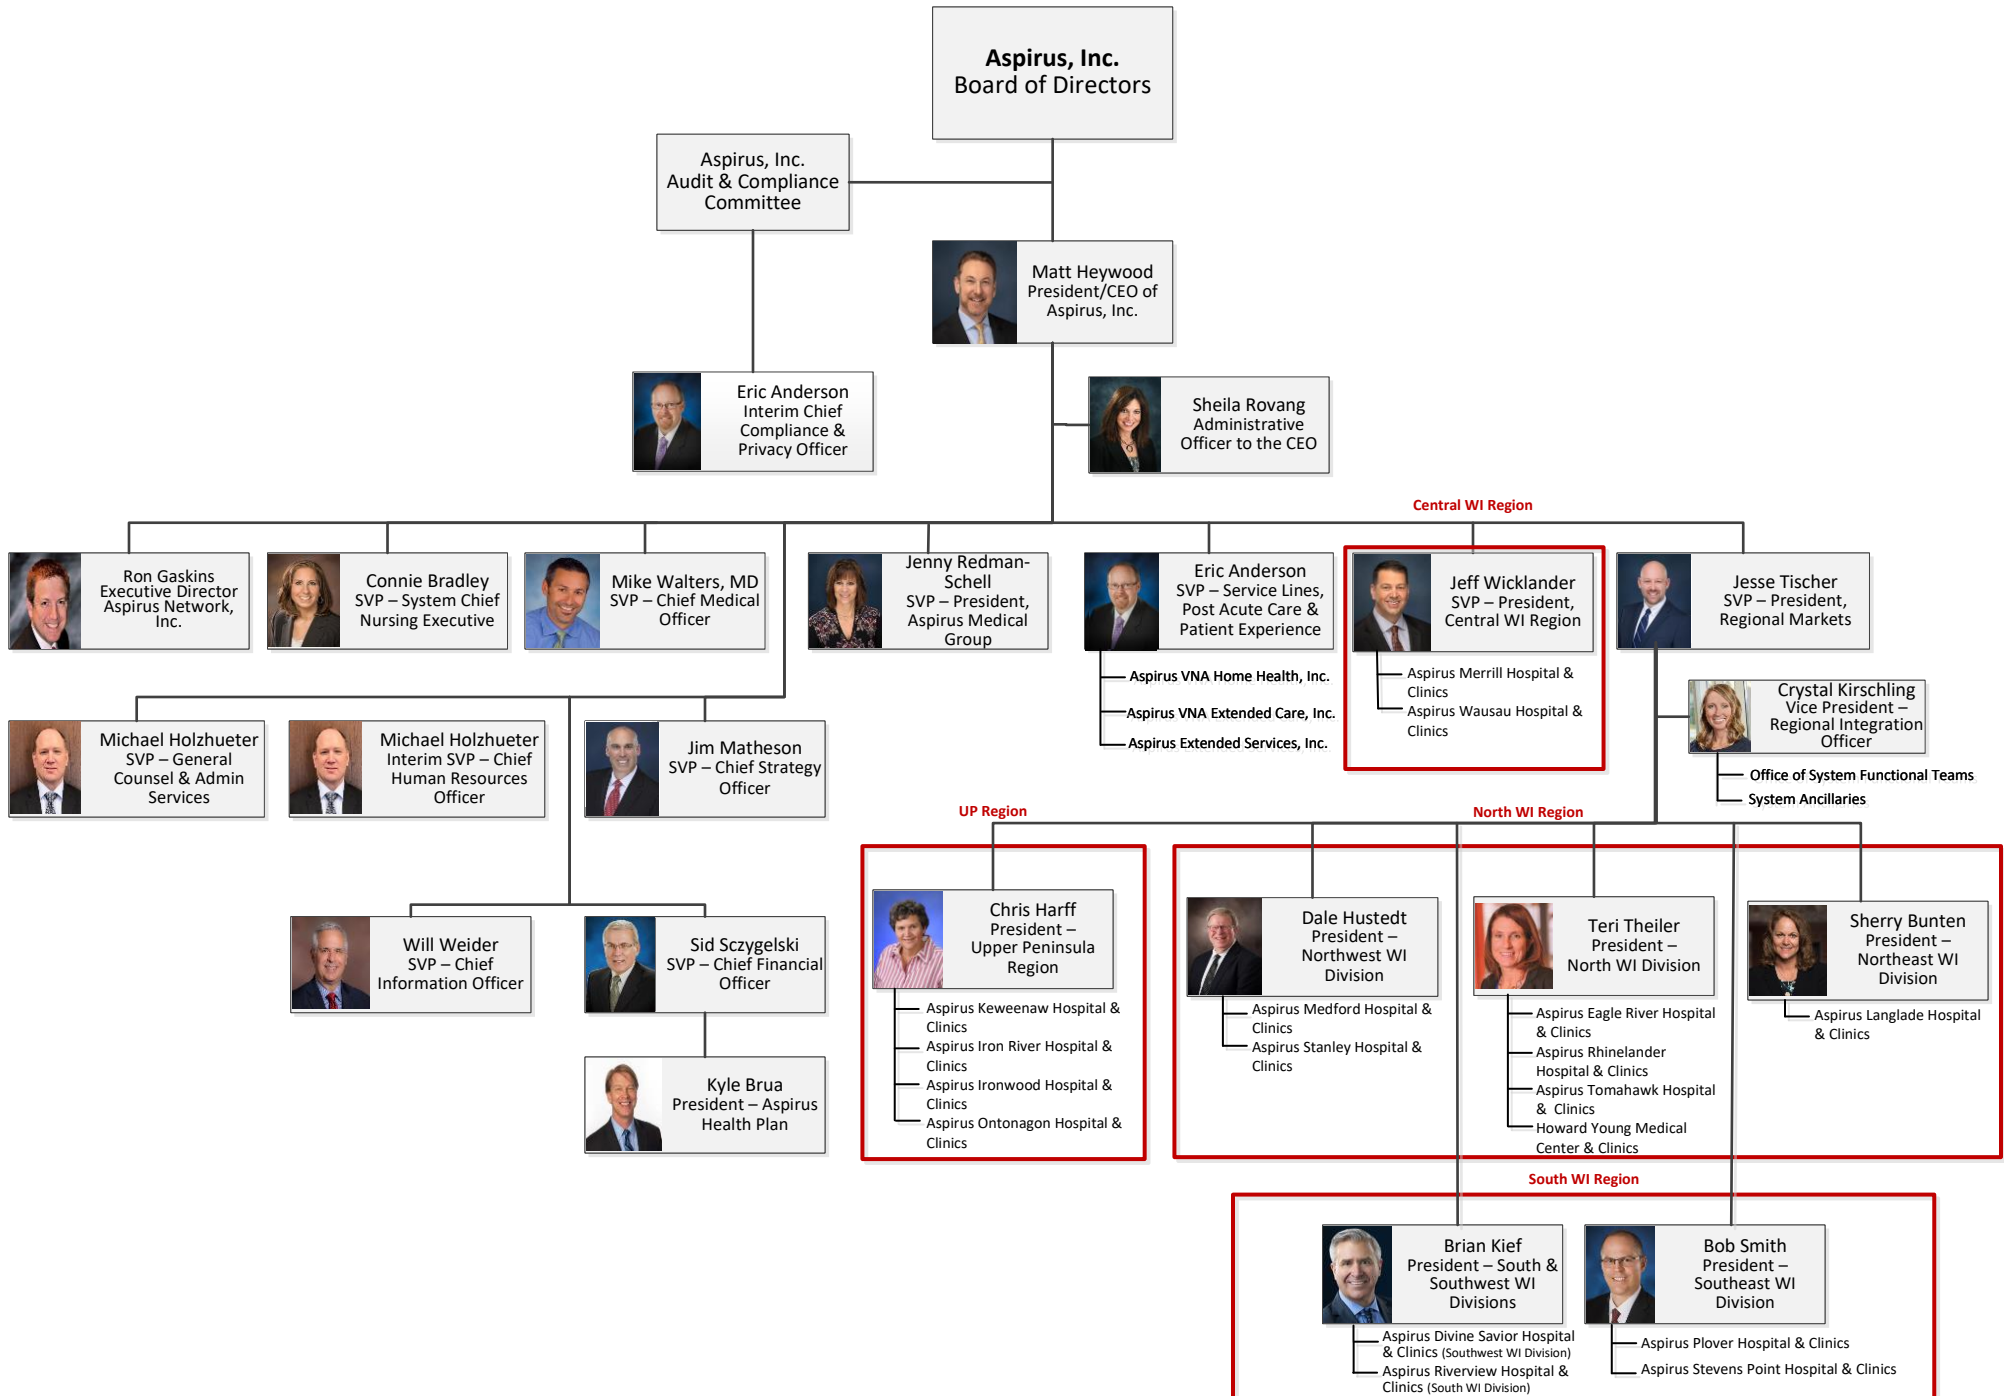 Aspirus, Inc.
Board of Directors
Aspirus, Inc.
Audit & Compliance
Committee
Matt Heywood
President/CEO of
Aspirus, Inc.
Eric Anderson
Interim Chief
Compliance &
Privacy Officer
Sheila Rovang
Administrative
Officer to the CEO
Central WI Region
Ron Gaskins
Executive Director
Aspirus Network,
Inc.
Connie Bradley
SVP – System Chief
Nursing Executive
Mike Walters, MD
SVP – Chief Medical
Officer
Jenny Redman-
Schell
SVP – President,
Aspirus Medical
Group
Eric Anderson
SVP – Service Lines,
Post Acute Care &
Patient Experience
Aspirus VNA Home Health, Inc.
Aspirus VNA Extended Care, Inc.
Aspirus Extended Services, Inc.
Jeff Wicklander
SVP – President,
Central WI Region
Aspirus Merrill Hospital &
Clinics
Aspirus Wausau Hospital &
Clinics
Jesse Tischer
SVP – President,
Regional Markets
Crystal Kirschling
Vice President –
Regional Integration
Officer
Office of System Functional Teams
System Ancillaries
Michael Holzhueter
SVP – General
Counsel & Admin
Services
Michael Holzhueter
Interim SVP – Chief
Human Resources
Officer
Jim Matheson
SVP – Chief Strategy
Officer
Will Weider
SVP – Chief
Information Officer
Sid Sczygelski
SVP – Chief Financial
Officer
Kyle Brua
President – Aspirus
Health Plan
UP Region
Chris Harff
President –
Upper Peninsula
Region
Aspirus Keweenaw Hospital &
Clinics
Aspirus Iron River Hospital &
Clinics
Aspirus Ironwood Hospital &
Clinics
Aspirus Ontonagon Hospital &
Clinics
North WI Region
Dale Hustedt
President –
Northwest WI
Division
Aspirus Medford Hospital &
Clinics
Aspirus Stanley Hospital &
Clinics
Teri Theiler
President –
North WI Division
Aspirus Eagle River Hospital
& Clinics
Aspirus Rhinelander
Hospital & Clinics
Aspirus Tomahawk Hospital
& Clinics
Howard Young Medical
Center & Clinics
Sherry Bunten
President –
Northeast WI
Division
Aspirus Langlade Hospital
& Clinics
South WI Region
Brian Kief
President – South &
Southwest WI
Divisions
Aspirus Divine Savior Hospital
& Clinics (Southwest WI Division)
Aspirus Riverview Hospital &
Clinics (South WI Division)
Bob Smith
President –
Southeast WI
Division
Aspirus Plover Hospital & Clinics
Aspirus Stevens Point Hospital & Clinics